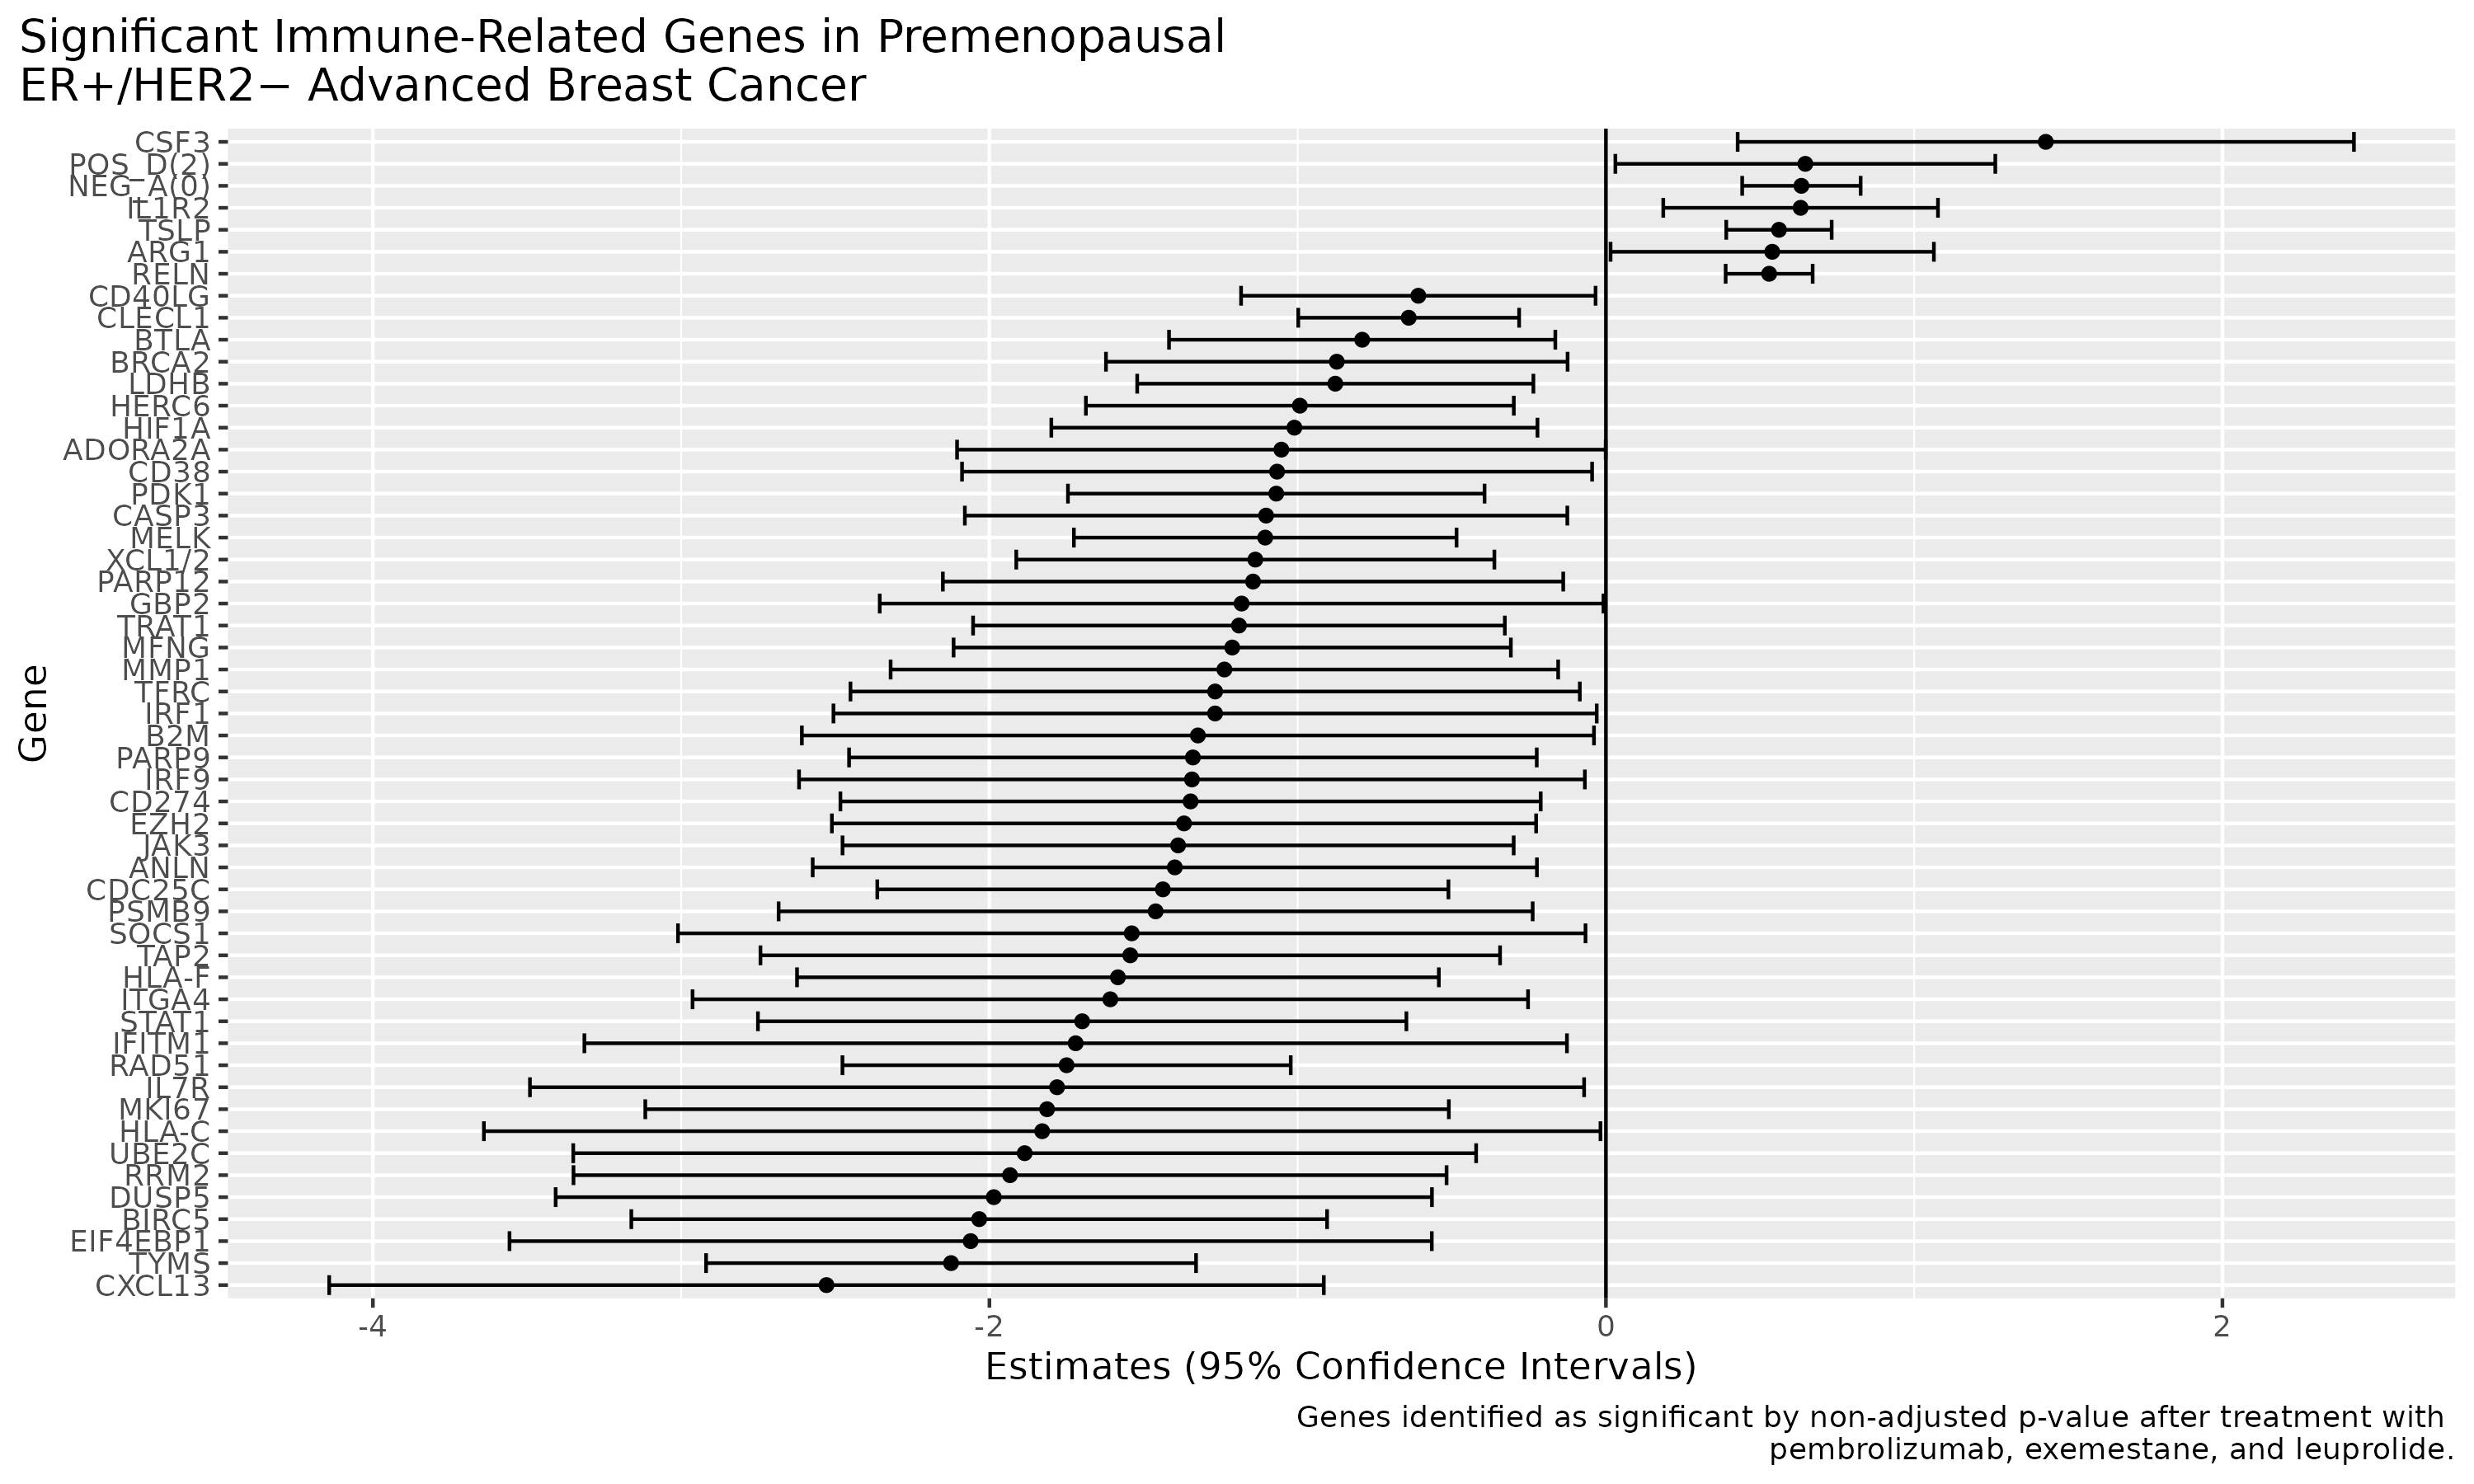 Significant Immune-Related Genes in Premenopausal
ER+/HER2− Advanced Breast Cancer
CSF3
POS_D(2)
NEG_A(0)
IL1R2
TSLP
ARG1
RELN
CD40LG
CLECL1
BTLA
BRCA2
LDHB
HERC6
HIF1A
ADORA2A
CD38
PDK1
CASP3
MELK
XCL1/2
PARP12
GBP2
TRAT1
MFNG
MMP1
TFRC
IRF1
B2M
PARP9
IRF9
CD274
EZH2
JAK3
ANLN
CDC25C
PSMB9
SOCS1
TAP2
HLA-F
ITGA4
STAT1
IFITM1
RAD51
IL7R
MKI67
HLA-C
UBE2C
RRM2
DUSP5
BIRC5
EIF4EBP1
TYMS
CXCL13
Gene
-4 -2 0 2
Estimates (95% Confidence Intervals)
Genes identified as significant by non-adjusted p-value after treatment with
pembrolizumab, exemestane, and leuprolide.